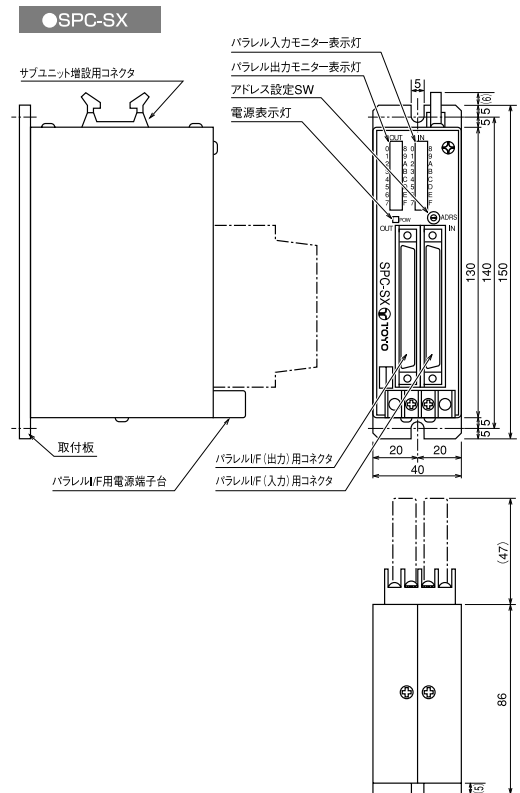 ●SPC-SX
パラレル入力モニター表示灯
パラレル出力モニター表示灯
アドレス設定SW
電源表示灯
サブユニット増設用コネクタ
5
5 5 (6)
OUT IN
0 8 0 8
1 9 1 9
2 A 2 A
3 B 3 B
4 C 4 C
5 D 5 D
6 E 6 E
7 F 7 F
POW
ADRS
OUT
IN
SPC-SX TOYO
130
140
150
5 5
20 20
40
取付板
パラレルI/F用電源端子台
パラレルI/F（出力）用コネクタ
パラレルI/F（入力）用コネクタ
(47)
86
(5)